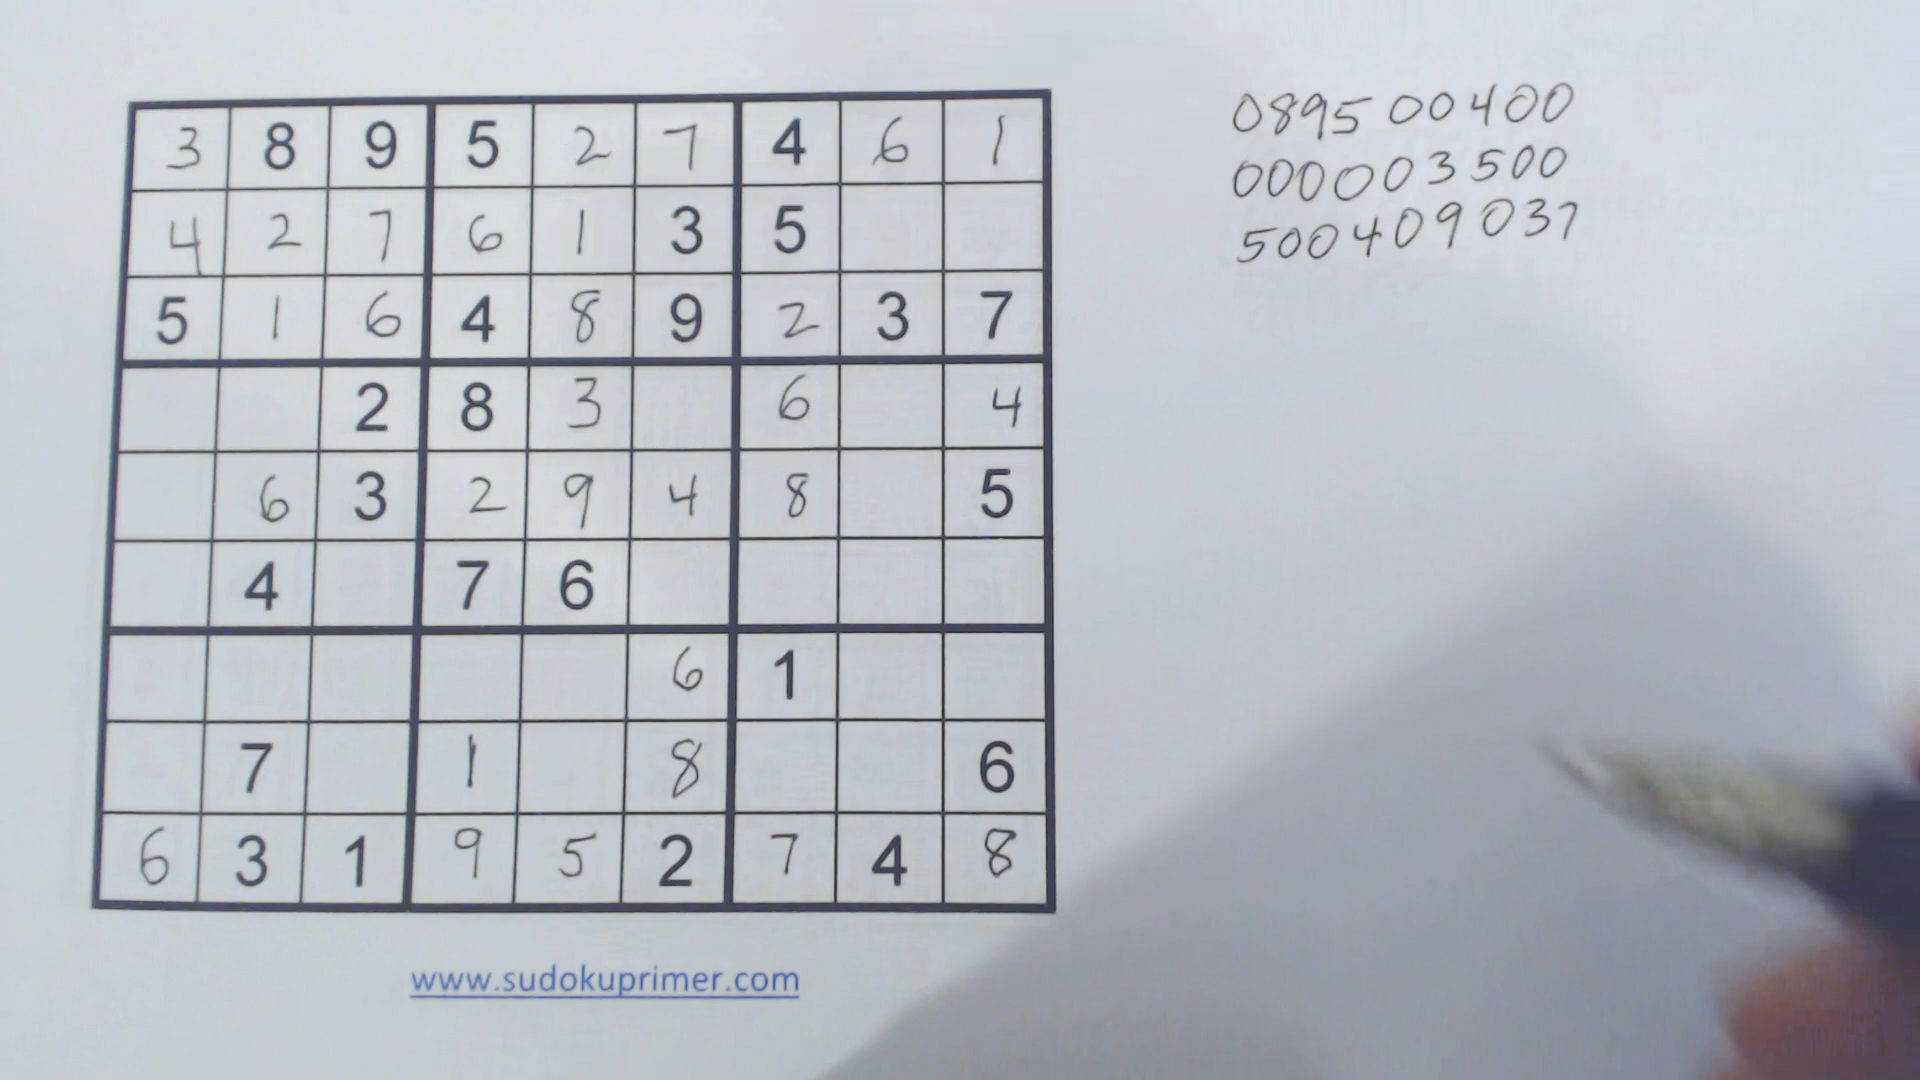 3 8 9 5 2 7 4 6 1
4 2 7 6 1 3 5
5 1 6 4 8 9 2 3 7
2 8 3 6 4
6 3 2 9 4 8 5
4 7 6
6 1
7 1 8 6
6 3 1 9 5 2 7 4 8
www.sudokuprimer.com
089500400
000003500
500409037